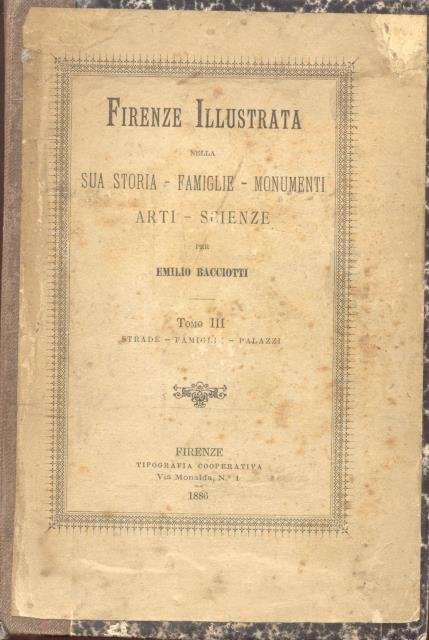 FIRENZE ILLUSTRATA
NELLA
SUA STORIA - FAMIGLIE - MONUMENTI
ARTI - SCIENZE
PER
EMILIO BACCIOTTI
TOMO III
STRADE - FAMIGLIE - PALAZZI
FIRENZE
TIPOGRAFIA COOPERATIVA
Via Monalda, N.° 1
1886